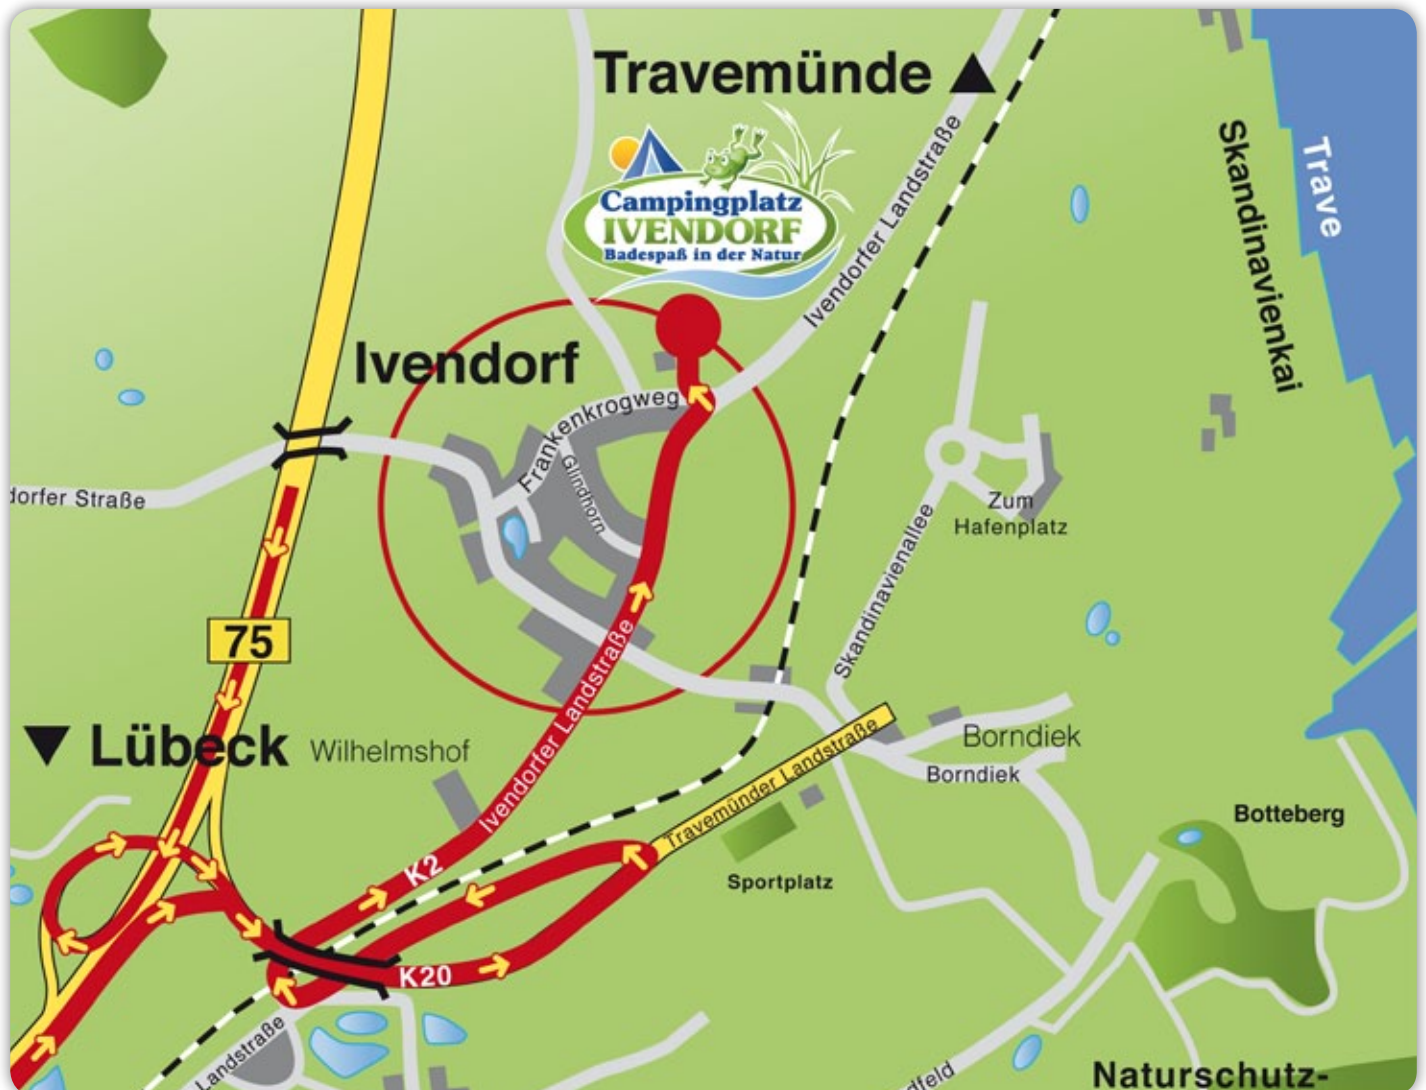 Travemünde
Campingplatz
IVENDORF
Badespaß in der Natur
Ivendorfer Landstraße
Skandinavienkai
Trave
Ivendorf
Frankenkrogweg
Glindhorn
dorfer Straße
Zum
Hafenplatz
Skandinavienallee
75
Lübeck
Wilhelmshof
Ivendorfer Landstraße
Travemünder Landstraße
Borndiek
Borndiek
Botteberg
K2
Sportplatz
K20
Landstraße
dfeld
Naturschutz-